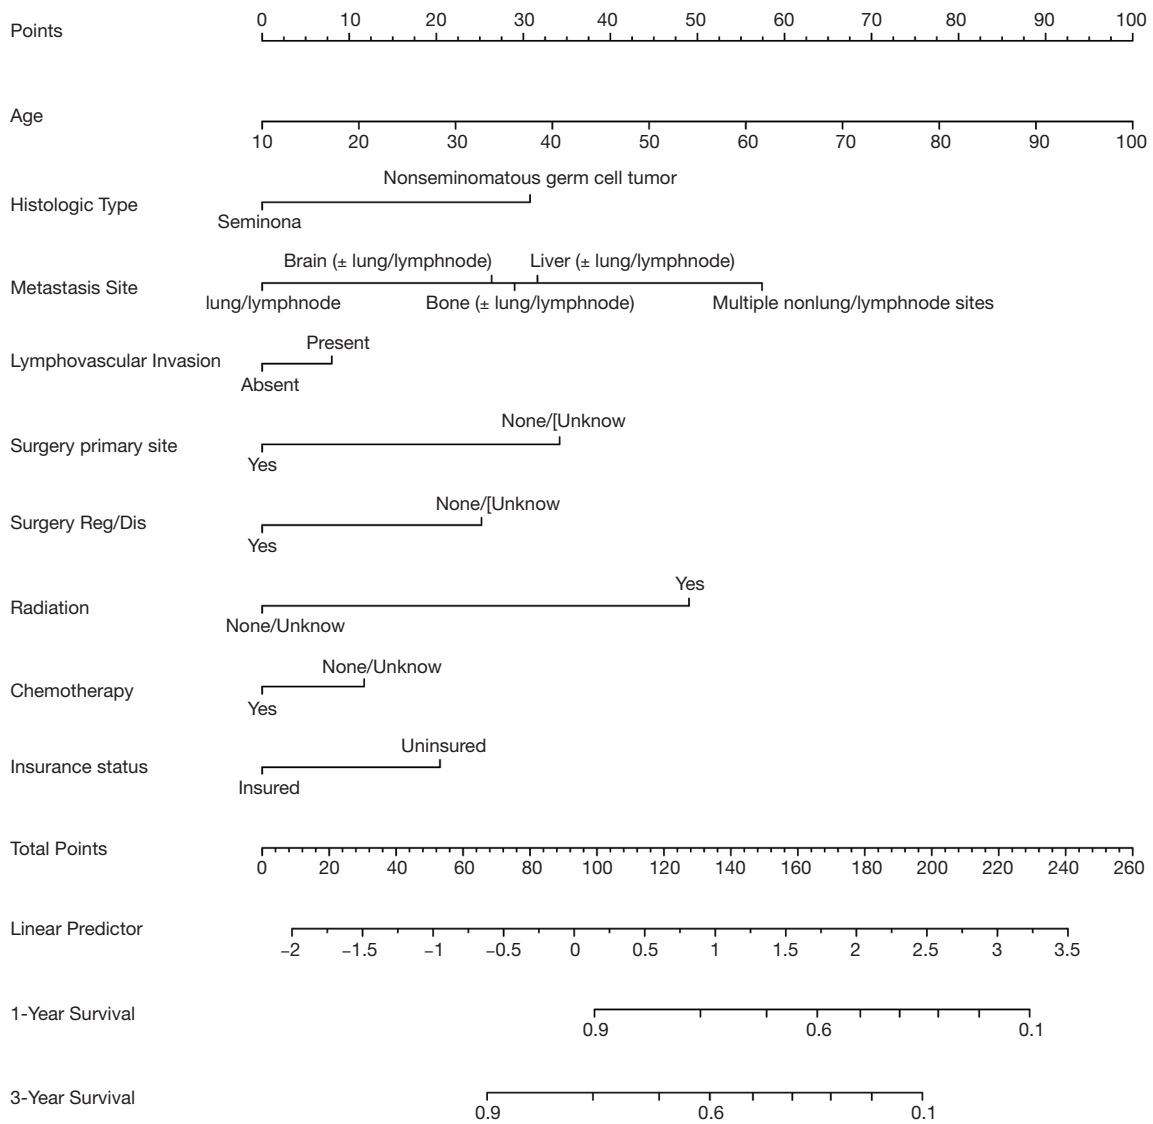 Points
0 10 20 30 40 50 60 70 80 90 100
Age
10 20 30 40 50 60 70 80 90 100
Nonseminomatous germ cell tumor
Histologic Type
Seminona
Brain (± lung/lymphnode) Liver (± lung/lymphnode)
Metastasis Site
lung/lymphnode Bone (± lung/lymphnode) Multiple nonlung/lymphnode sites
Present
Lymphovascular Invasion
Absent
None/[Unknow
Surgery primary site
Yes
None/[Unknow
Surgery Reg/Dis
Yes
Yes
Radiation
None/Unknow
None/Unknow
Chemotherapy
Yes
Uninsured
Insurance status
Insured
Total Points
0 20 40 60 80 100 120 140 160 180 200 220 240 260
Linear Predictor
−2 −1.5 −1 −0.5 0 0.5 1 1.5 2 2.5 3 3.5
1-Year Survival
0.9 0.6 0.1
3-Year Survival
0.9 0.6 0.1